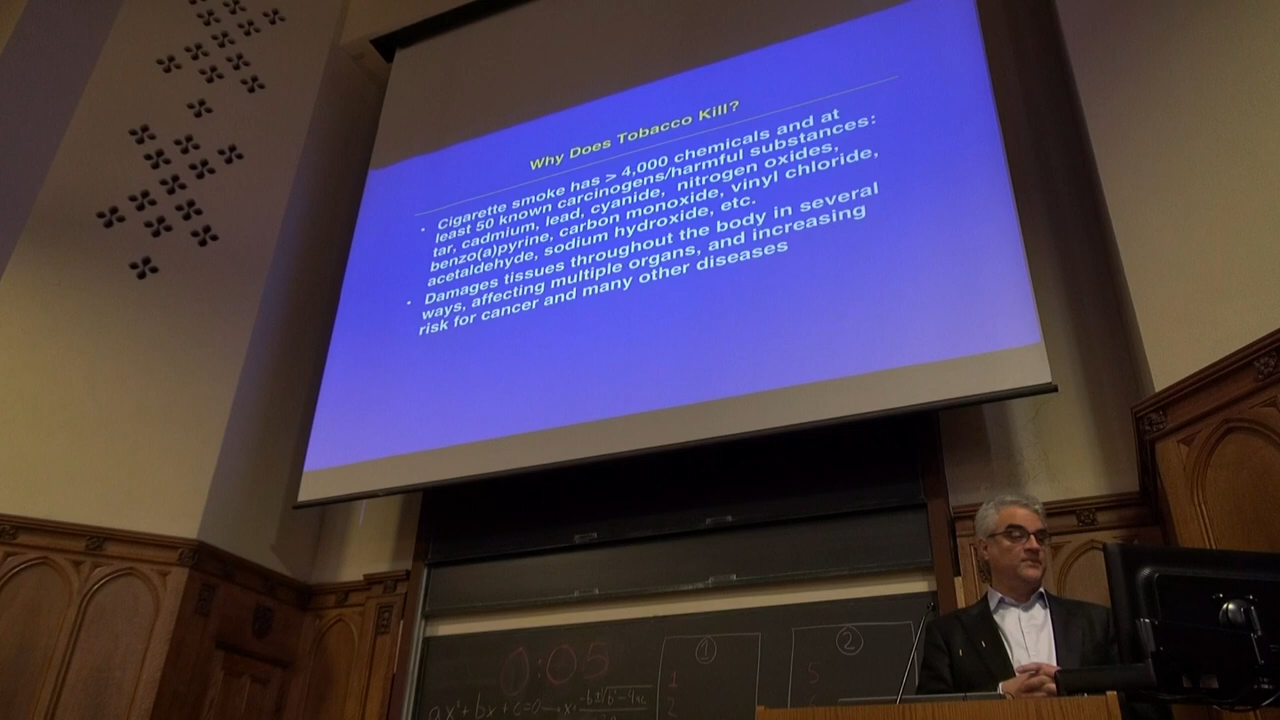 Why Does Tobacco Kill?
• Cigarette smoke has > 4,000 chemicals and at
least 50 known carcinogens/harmful substances:
tar, cadmium, lead, cyanide, nitrogen oxides,
benzo(a)pyrine, carbon monoxide, vinyl chloride,
acetaldehyde, sodium hydroxide, etc.
• Damages tissues throughout the body in several
ways, affecting multiple organs, and increasing
risk for cancer and many other diseases
1:05
1
1
2
2
5
ax²+bx+c=0→x=-b±√b²-4ac